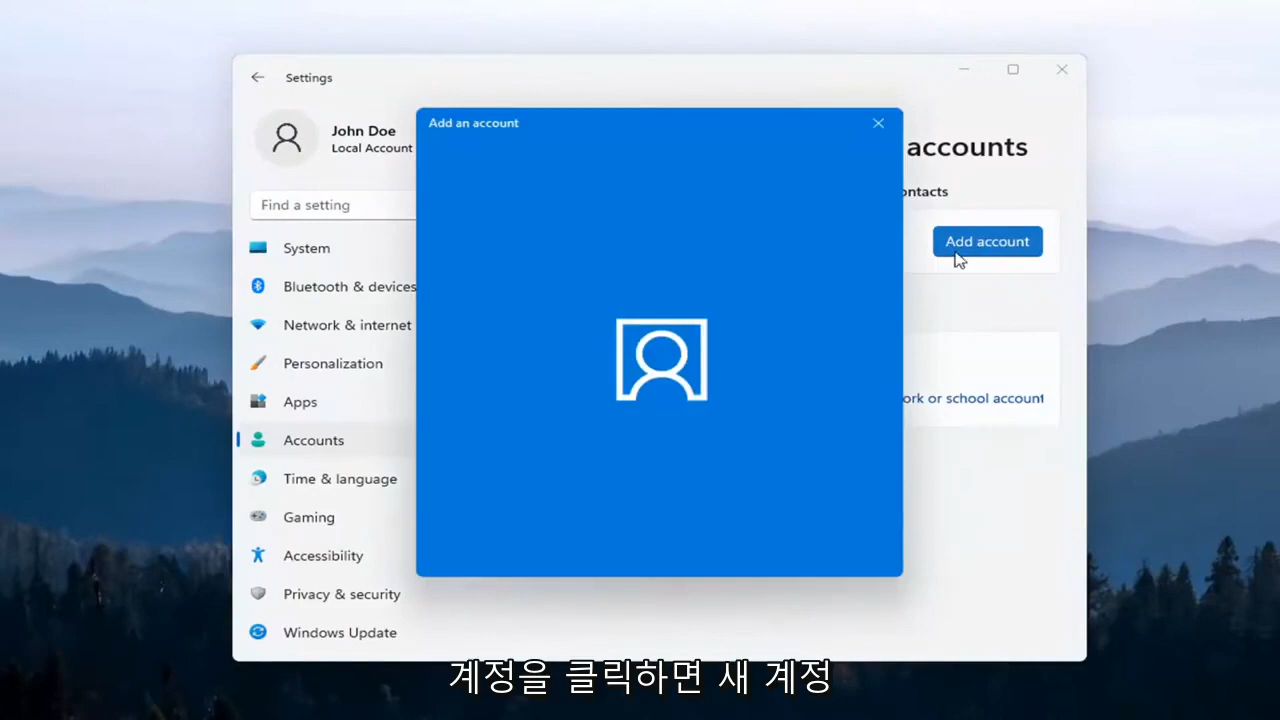 Settings
John Doe
Local Account
Find a setting
System
Bluetooth & devices
Network & internet
Personalization
Apps
Accounts
Time & language
Gaming
Accessibility
Privacy & security
Windows Update
Add an account
accounts
ontacts
Add account
ork or school account
계정을 클릭하면 새 계정